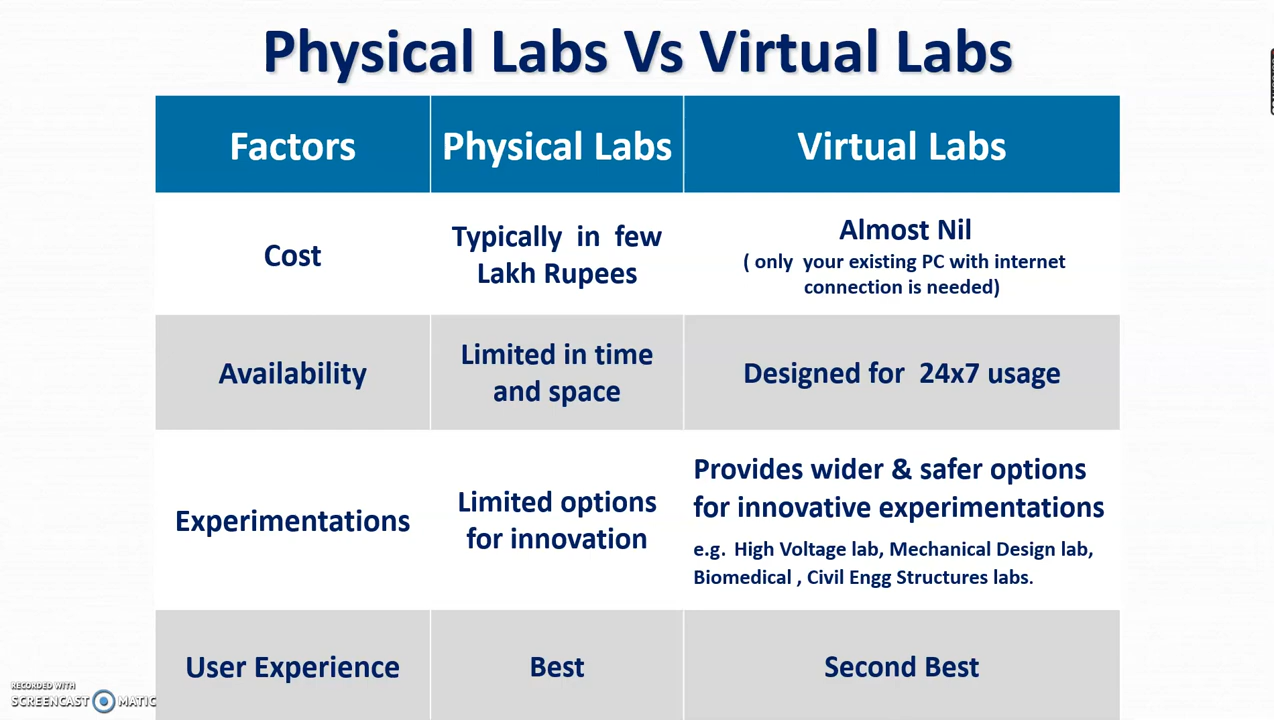 Physical Labs Vs Virtual Labs
Factors
Physical Labs
Virtual Labs
Cost
Typically in few
Lakh Rupees
Almost Nil
( only your existing PC with internet
connection is needed)
Availability
Limited in time
and space
Designed for 24x7 usage
Experimentations
Limited options
for innovation
Provides wider & safer options
for innovative experimentations
e.g. High Voltage lab, Mechanical Design lab,
Biomedical , Civil Engg Structures labs.
User Experience
Best
Second Best
RECORDED WITH
SCREENCAST MATIC